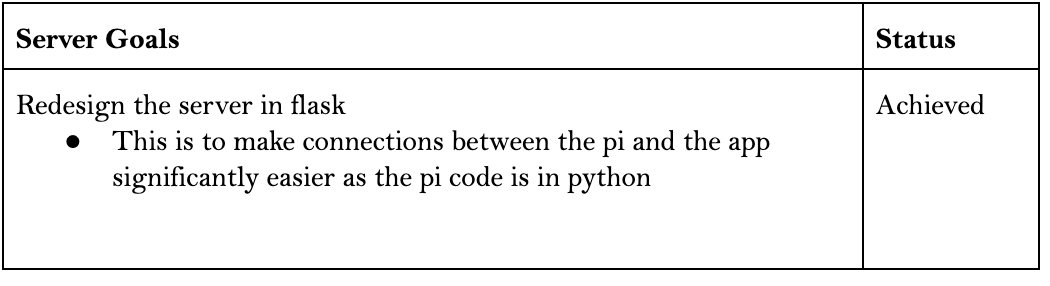 Server Goals
Status
Redesign the server in flask
Achieved
● This is to make connections between the pi and the app
significantly easier as the pi code is in python